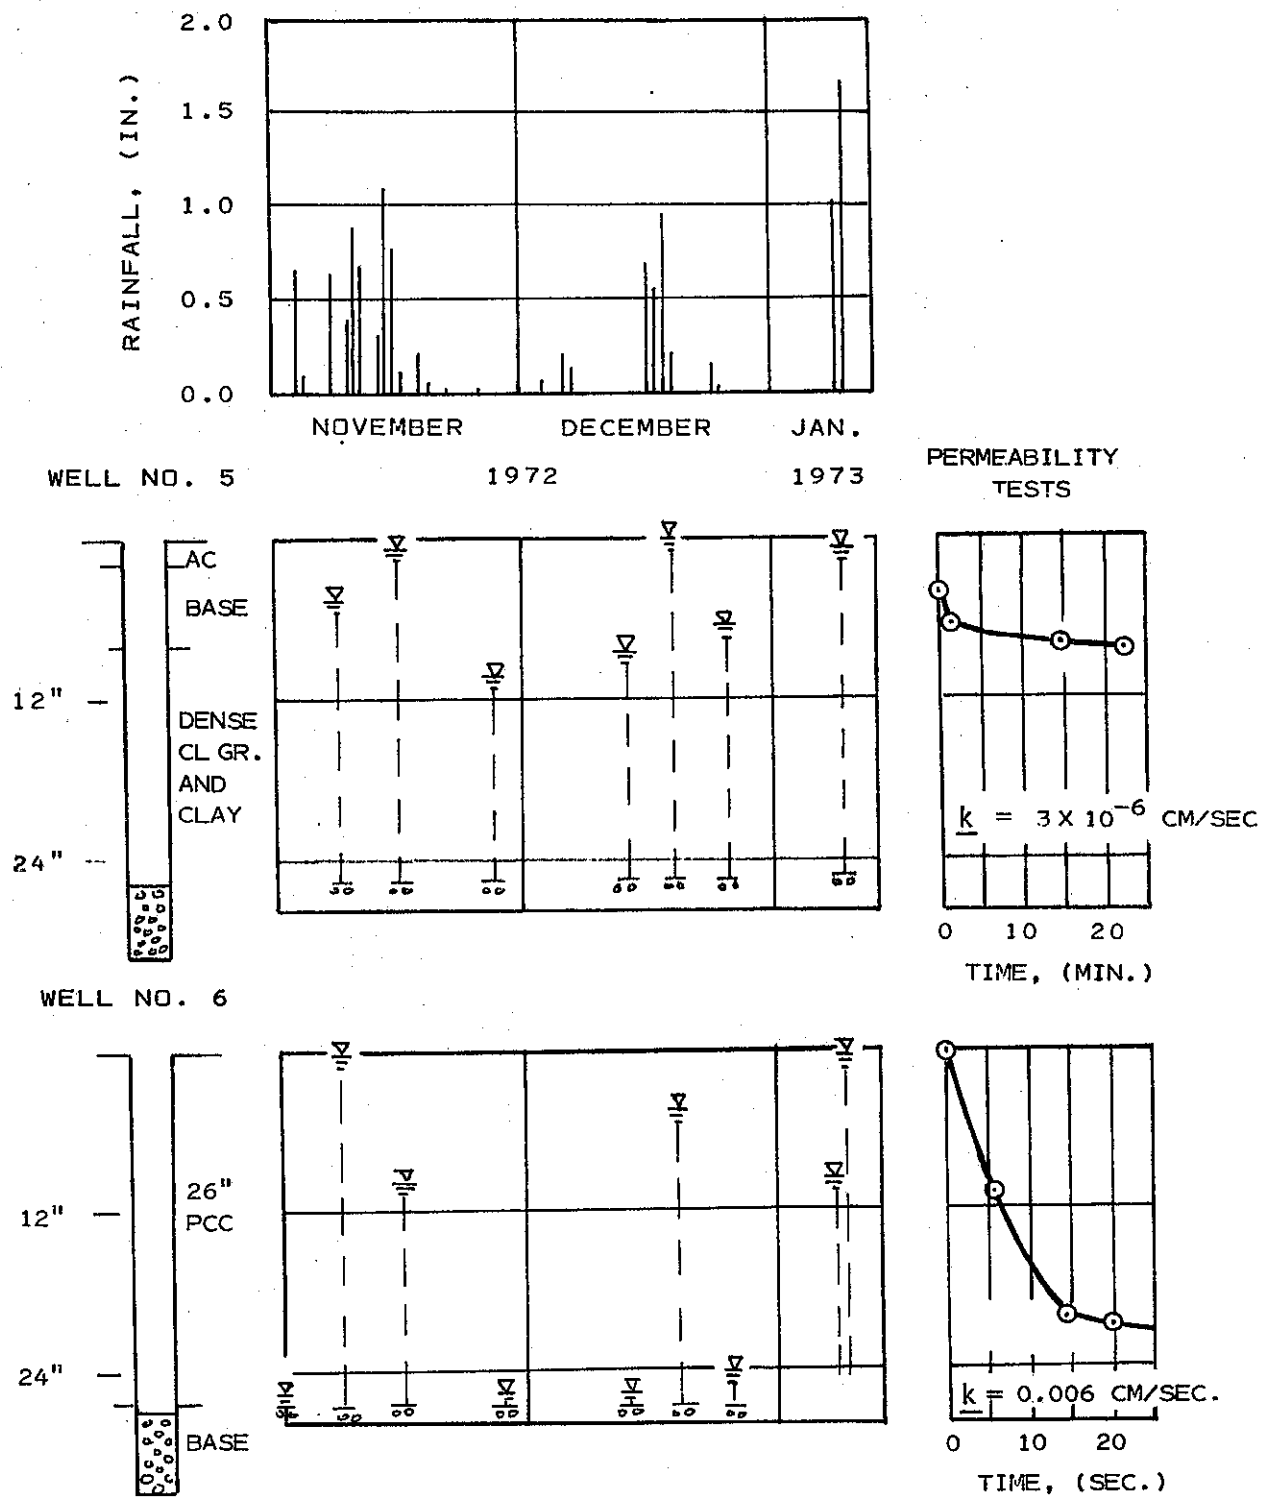 2.0
1.5
1.0
0.5
0.0
RAINFALL, (IN.)
NOVEMBER DECEMBER JAN.
1972 1973
WELL NO. 5
PERMEABILITY
TESTS
AC
BASE
12"
DENSE
CL GR.
AND
CLAY
24"
k = 3 X 10⁻⁶ CM/SEC
0 10 20
TIME, (MIN.)
WELL NO. 6
26"
PCC
12"
24"
BASE
k = 0.006 CM/SEC.
0 10 20
TIME, (SEC.)